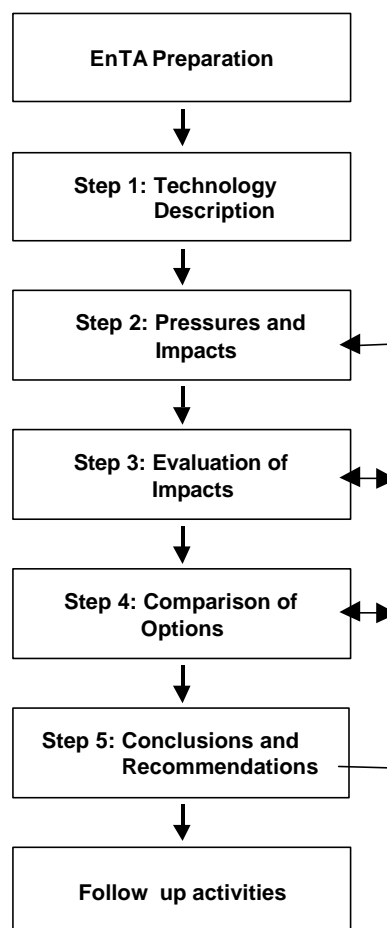 EnTA Preparation
Step 1: Technology
Description
Step 2: Pressures and
Impacts
Step 3: Evaluation of
Impacts
Step 4: Comparison of
Options
Step 5: Conclusions and
Recommendations
Follow up activities